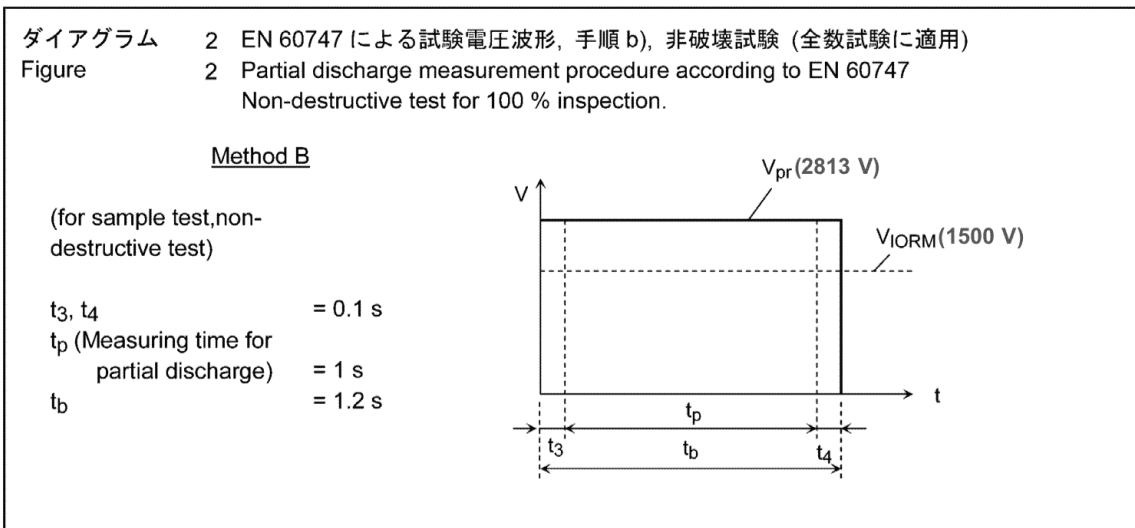 ダイアグラム 2 EN 60747 による試験電圧波形, 手順 b), 非破壊試験 (全数試験に適用)
Figure 2 Partial discharge measurement procedure according to EN 60747
Non-destructive test for 100 % inspection.
Method B
(for sample test,non-
destructive test)
t3, t4 = 0.1 s
tp (Measuring time for
partial discharge) = 1 s
tb = 1.2 s
V
Vpr(2813 V)
VIORM(1500 V)
t
tp
t3 tb t4